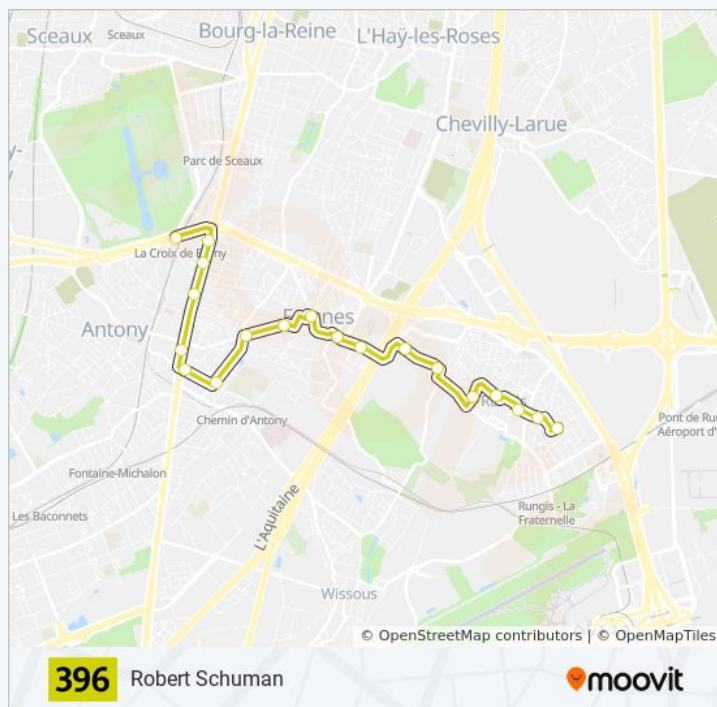 Sceaux
Sceaux
Bourg-la-Reine
L'Haÿ-les-Roses
Chevilly-Larue
Parc de Sceaux
La Croix de Berny
Antony
Fresnes
Chemin d'Antony
Rungis
Pont de Run
Aéroport d'
Fontaine-Michalon
Les Baconnets
L'Aquitaine
Rungis - La
Fraternelle
Wissous
© OpenStreetMap contributors | © OpenMapTiles
396
Robert Schuman
moovit